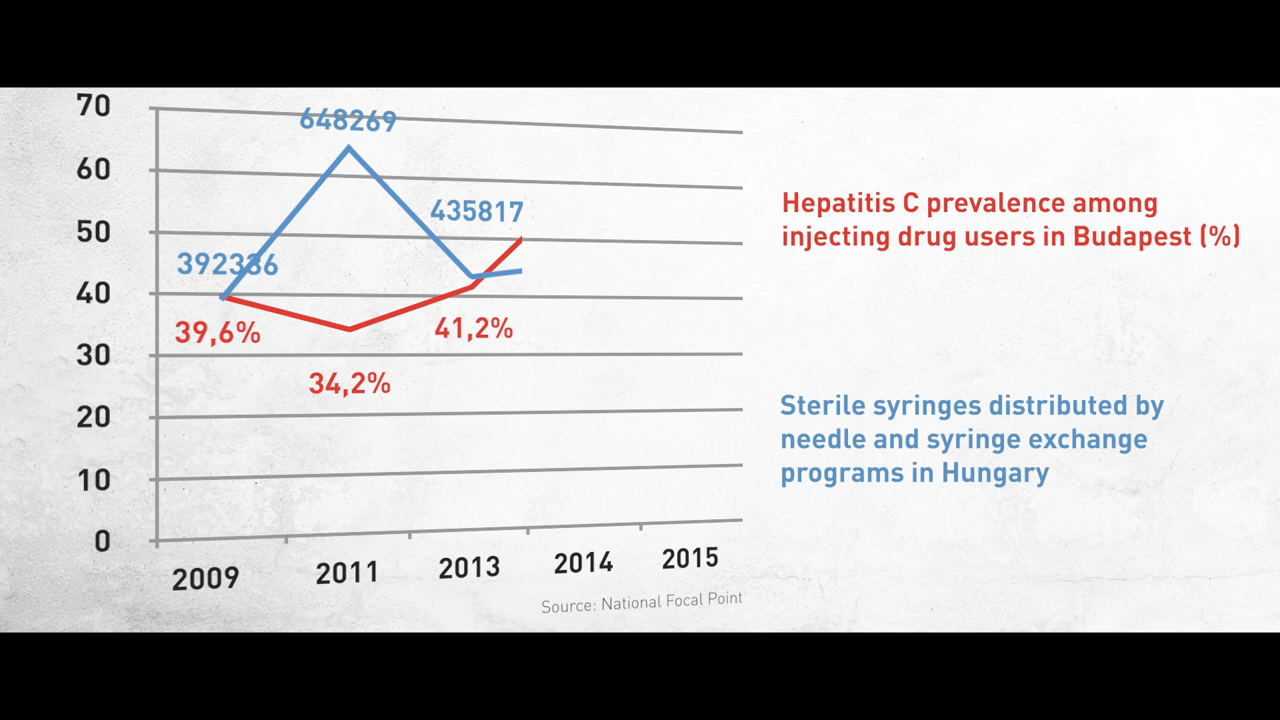 70
648269
60
Hepatitis C prevalence among
injecting drug users in Budapest (%)
435817
50
392336
40
39,6%
41,2%
30
34,2%
20
Sterile syringes distributed by
needle and syringe exchange
programs in Hungary
10
0
2009 2011 2013 2014 2015
Source: National Focal Point